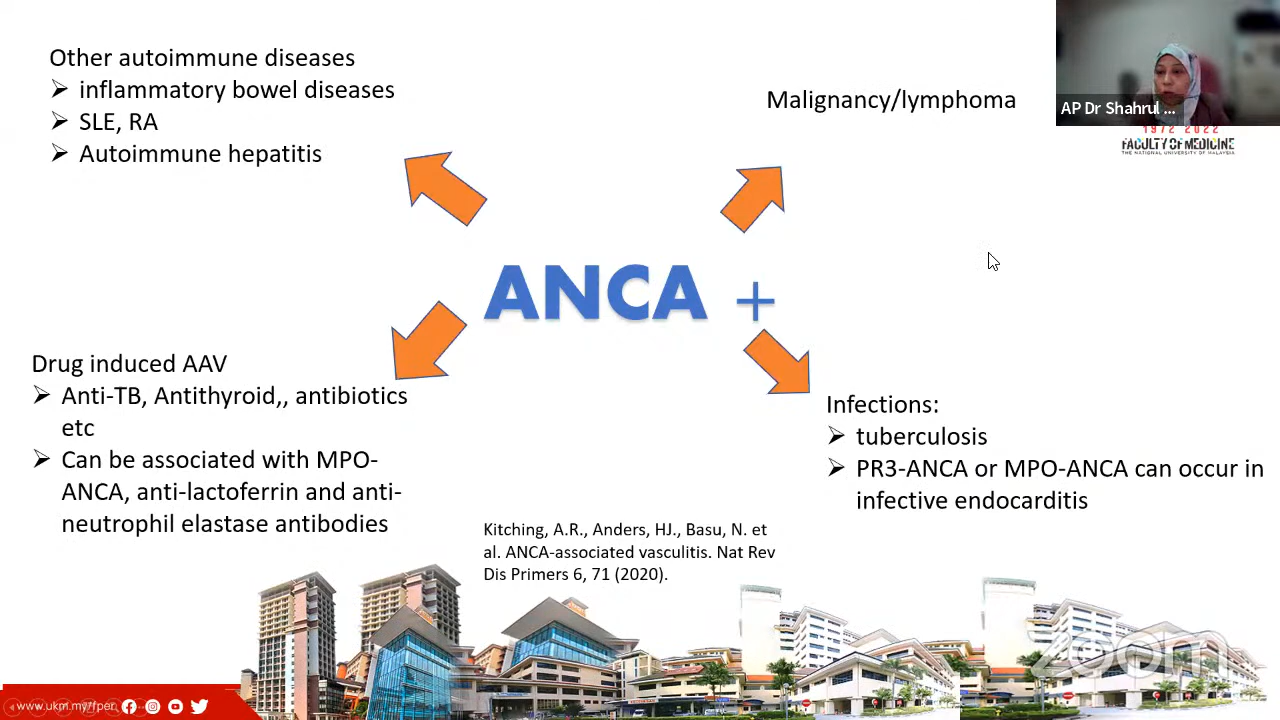 Other autoimmune diseases
➢ inflammatory bowel diseases
➢ SLE, RA
➢ Autoimmune hepatitis
Malignancy/lymphoma
AP Dr Shahrul ...
1972 2022
FACULTY OF MEDICINE
THE NATIONAL UNIVERSITY OF MALAYSIA
ANCA +
Drug induced AAV
➢ Anti-TB, Antithyroid,, antibiotics
etc
➢ Can be associated with MPO-
ANCA, anti-lactoferrin and anti-
neutrophil elastase antibodies
Infections:
➢ tuberculosis
➢ PR3-ANCA or MPO-ANCA can occur in
infective endocarditis
Kitching, A.R., Anders, HJ., Basu, N. et
al. ANCA-associated vasculitis. Nat Rev
Dis Primers 6, 71 (2020).
zoom
www.ukm.my/fper